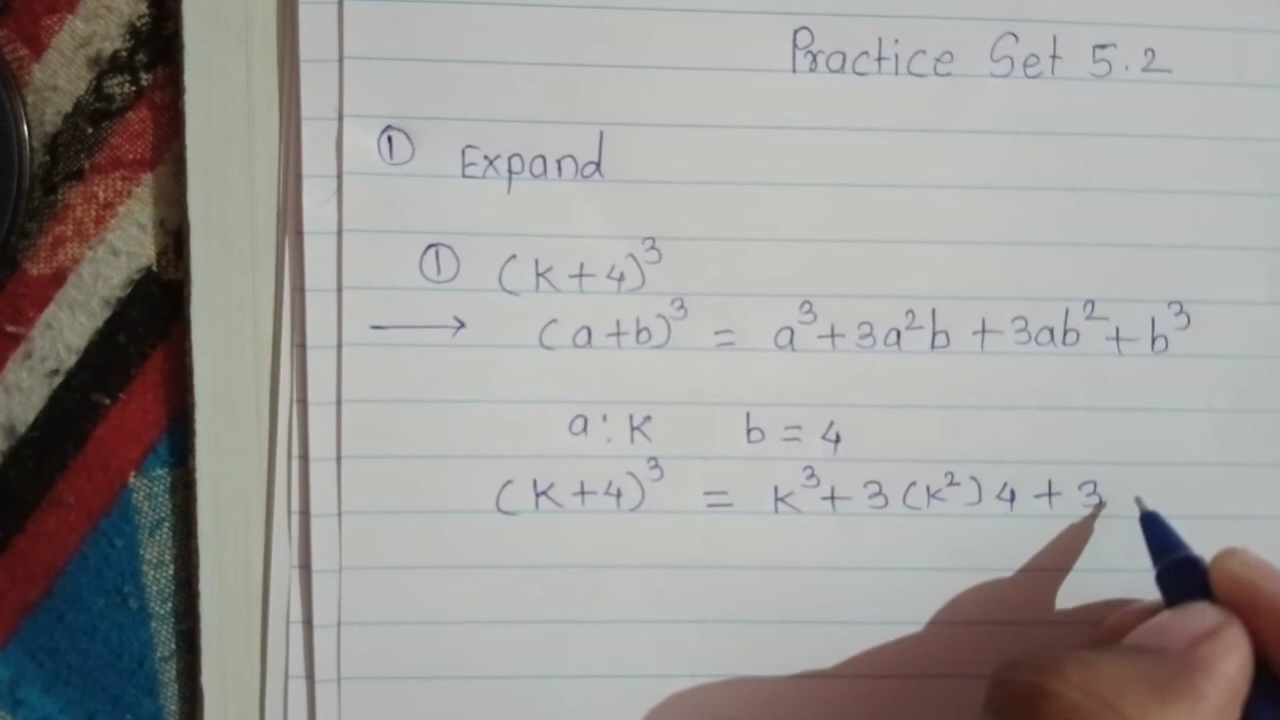 Practice Set 5.2
① Expand
① (k+4)³
⟶ (a+b)³ = a³+3a²b+3ab²+b³
a:k b=4
(k+4)³ = k³+3(k²)4+3